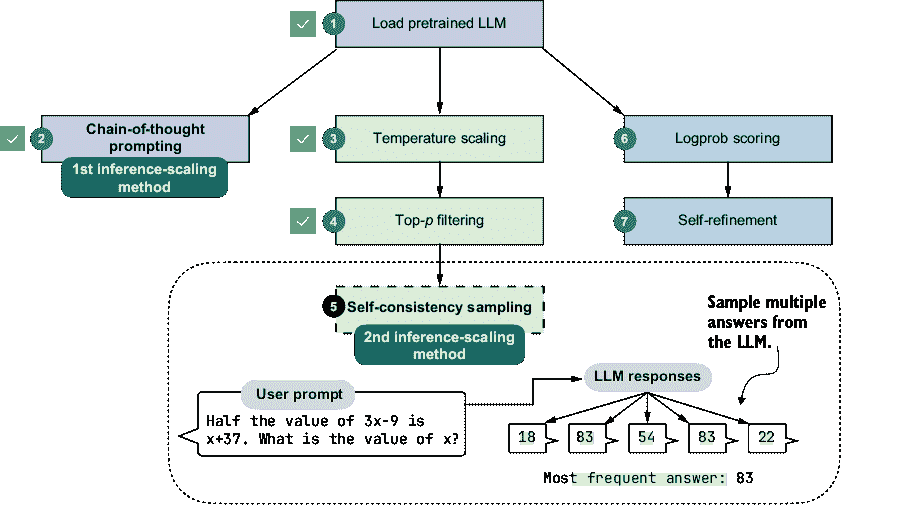 1
Load pretrained LLM
2
Chain-of-thought
prompting
1st inference-scaling
method
3
Temperature scaling
6
Logprob scoring
4
Top-p filtering
7
Self-refinement
5
Self-consistency sampling
2nd inference-scaling
method
Sample multiple
answers from
the LLM.
User prompt
Half the value of 3x-9 is
x+37. What is the value of x?
LLM responses
18 83 54 83 22
Most frequent answer: 83